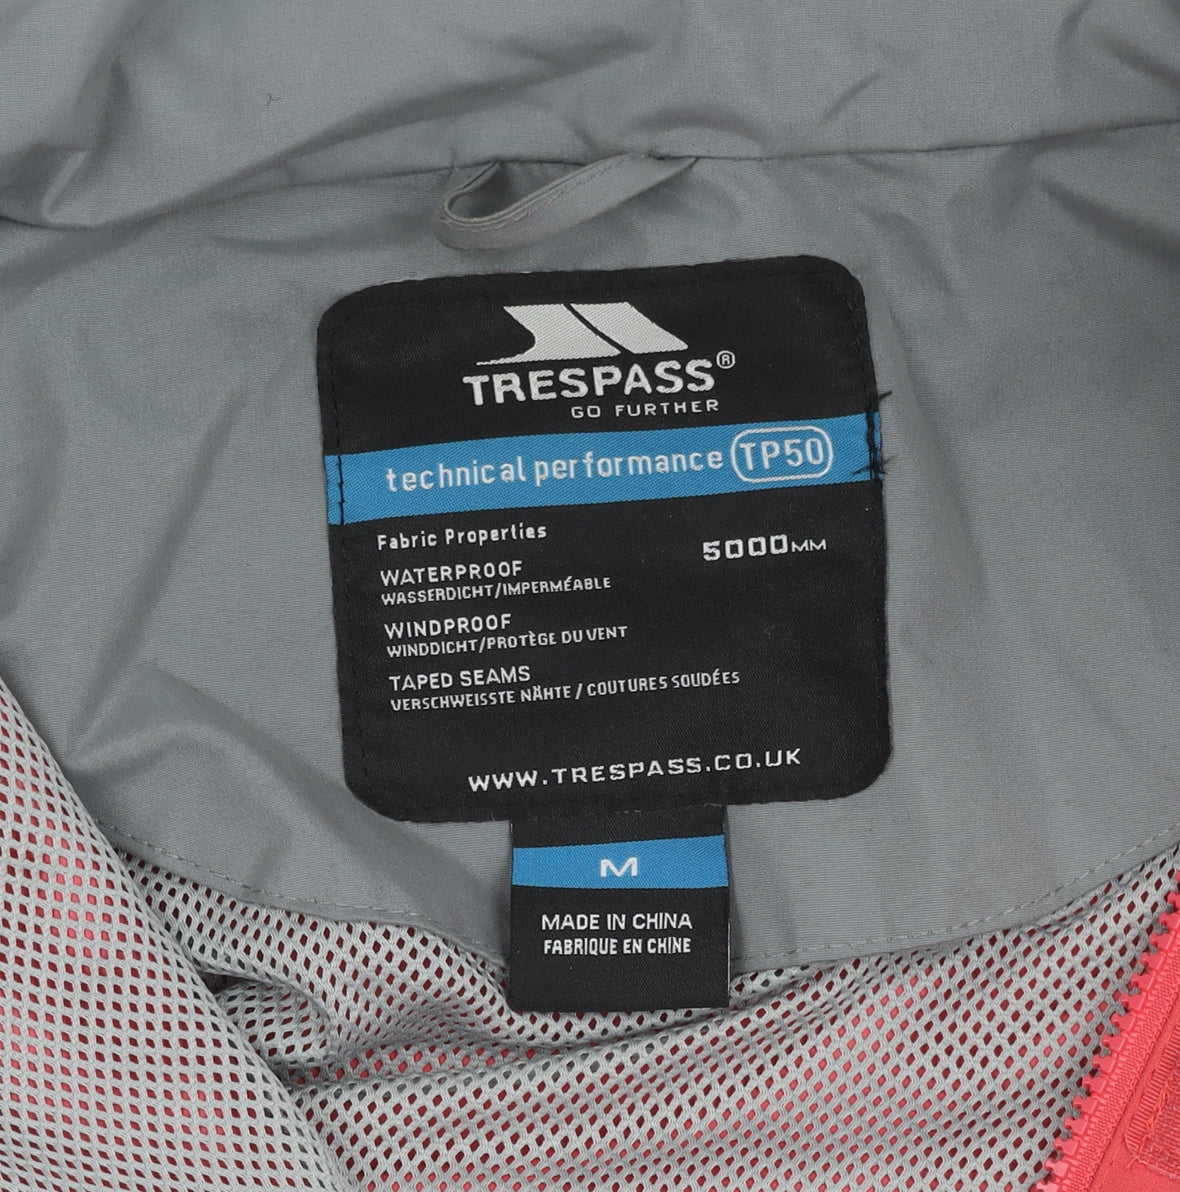 TRESPASS®
GO FURTHER
technical performance TP50
Fabric Properties
5000MM
WATERPROOF
WASSERDICHT/IMPERMÉABLE
WINDPROOF
WINDDICHT/PROTÈGE DU VENT
TAPED SEAMS
VERSCHWEISSTE NÄHTE / COUTURES SOUDÉES
WWW.TRESPASS.CO.UK
M
MADE IN CHINA
FABRIQUE EN CHINE